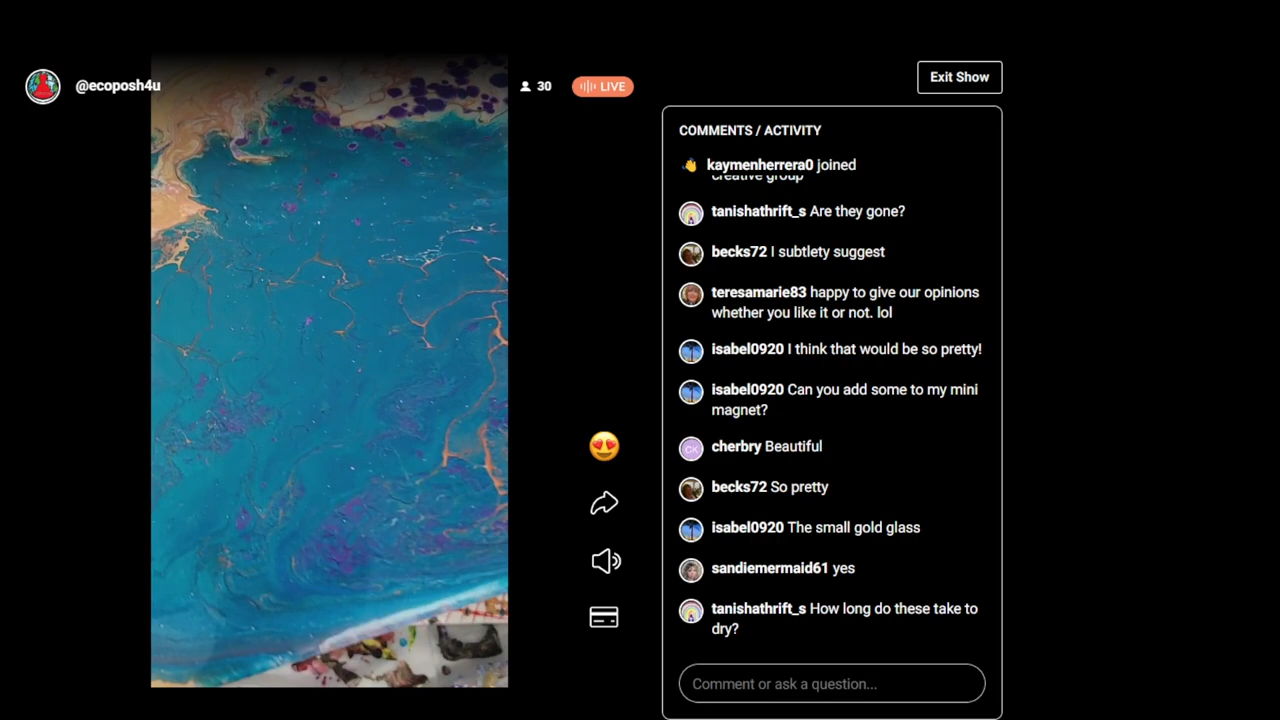 @ecoposh4u
30
LIVE
Exit Show
COMMENTS / ACTIVITY
kaymenherrera0 joined
creative group
tanishathrift_s Are they gone?
becks72 I subtlety suggest
teresamarie83 happy to give our opinions
whether you like it or not. lol
isabel0920 I think that would be so pretty!
isabel0920 Can you add some to my mini
magnet?
CK
cherbry Beautiful
becks72 So pretty
isabel0920 The small gold glass
sandiemermaid61 yes
tanishathrift_s How long do these take to
dry?
Comment or ask a question...